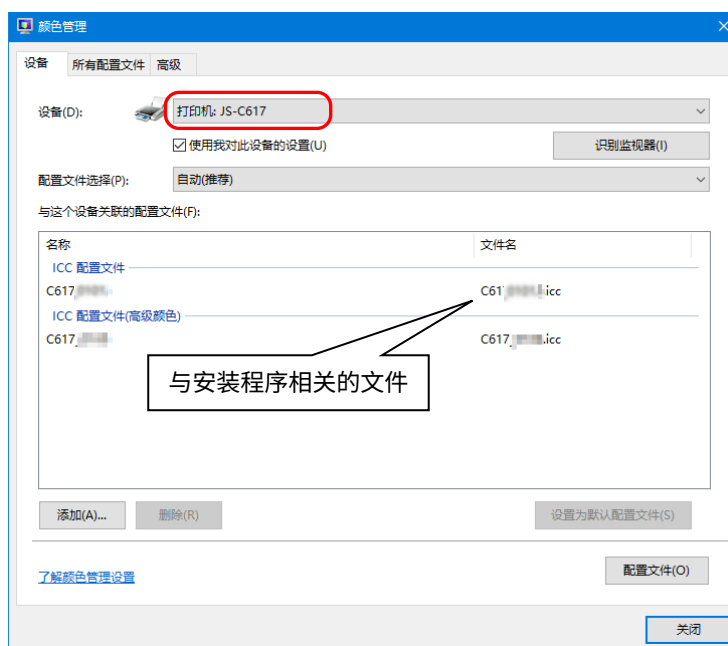 颜色管理
设备 所有配置文件 高级
设备(D): 打印机: JS-C617
使用我对此设备的设置(U) 识别监视器(I)
配置文件选择(P): 自动(推荐)
与这个设备关联的配置文件(F):
名称 文件名
ICC 配置文件
C617 C61 .icc
ICC 配置文件(高级颜色)
C617_ C617_ .icc
与安装程序相关的文件
添加(A)... 删除(R) 设置为默认配置文件(S)
了解颜色管理设置 配置文件(O)
关闭